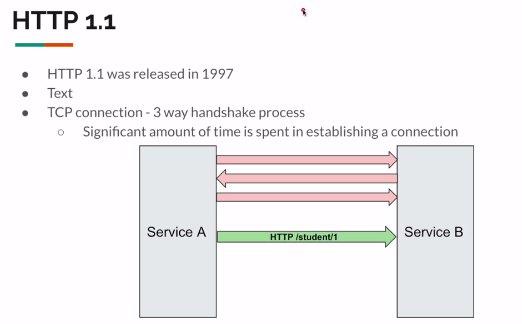 HTTP 1.1
● HTTP 1.1 was released in 1997
● Text
● TCP connection - 3 way handshake process
○ Significant amount of time is spent in establishing a connection
Service A
HTTP /student/1
Service B